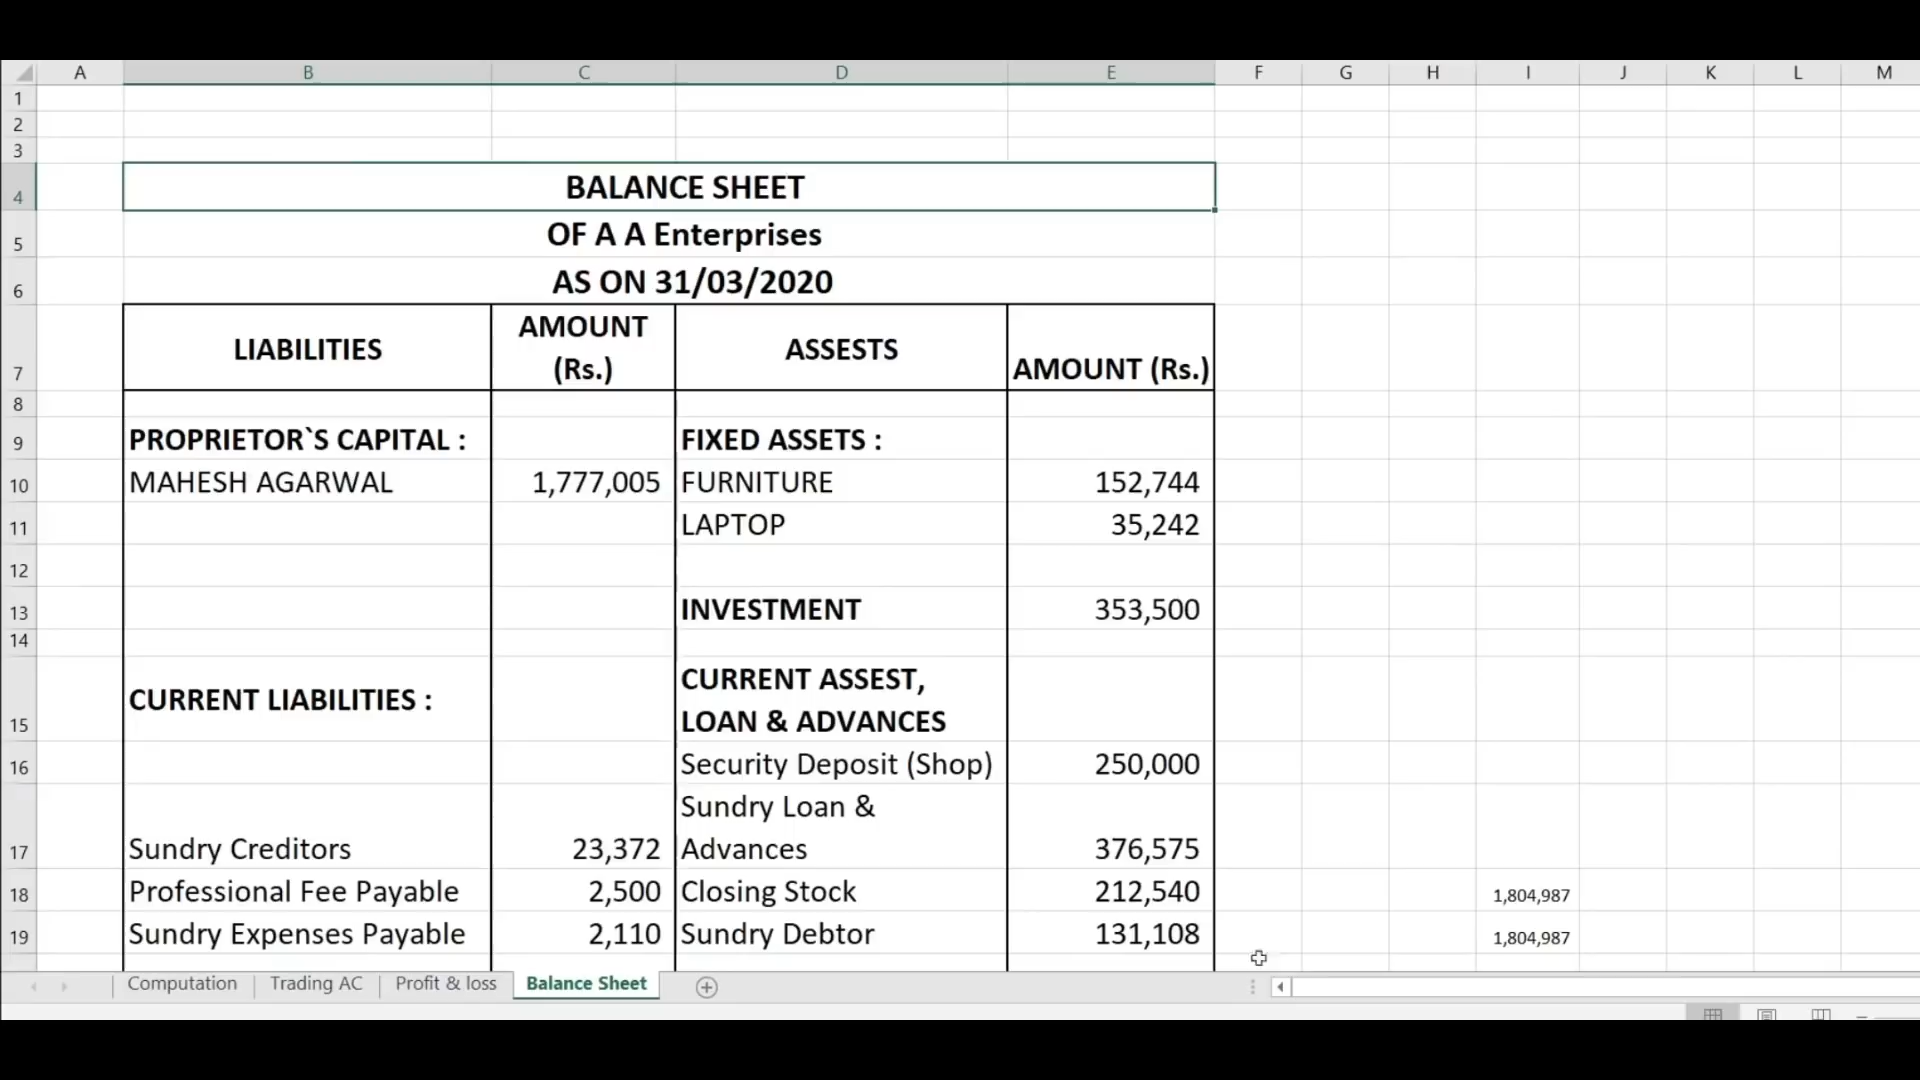 A B C D E F G H I J K L M
1
2
3
4 BALANCE SHEET
5 OF A A Enterprises
6 AS ON 31/03/2020
7 LIABILITIES AMOUNT (Rs.) ASSESTS AMOUNT (Rs.)
8
9 PROPRIETOR`S CAPITAL : FIXED ASSETS :
10 MAHESH AGARWAL 1,777,005 FURNITURE 152,744
11 LAPTOP 35,242
12
13 INVESTMENT 353,500
14
15 CURRENT LIABILITIES : CURRENT ASSEST, LOAN & ADVANCES
16 Security Deposit (Shop) 250,000
17 Sundry Creditors 23,372 Sundry Loan & Advances 376,575
18 Professional Fee Payable 2,500 Closing Stock 212,540 1,804,987
19 Sundry Expenses Payable 2,110 Sundry Debtor 131,108 1,804,987
Computation Trading AC Profit & loss Balance Sheet